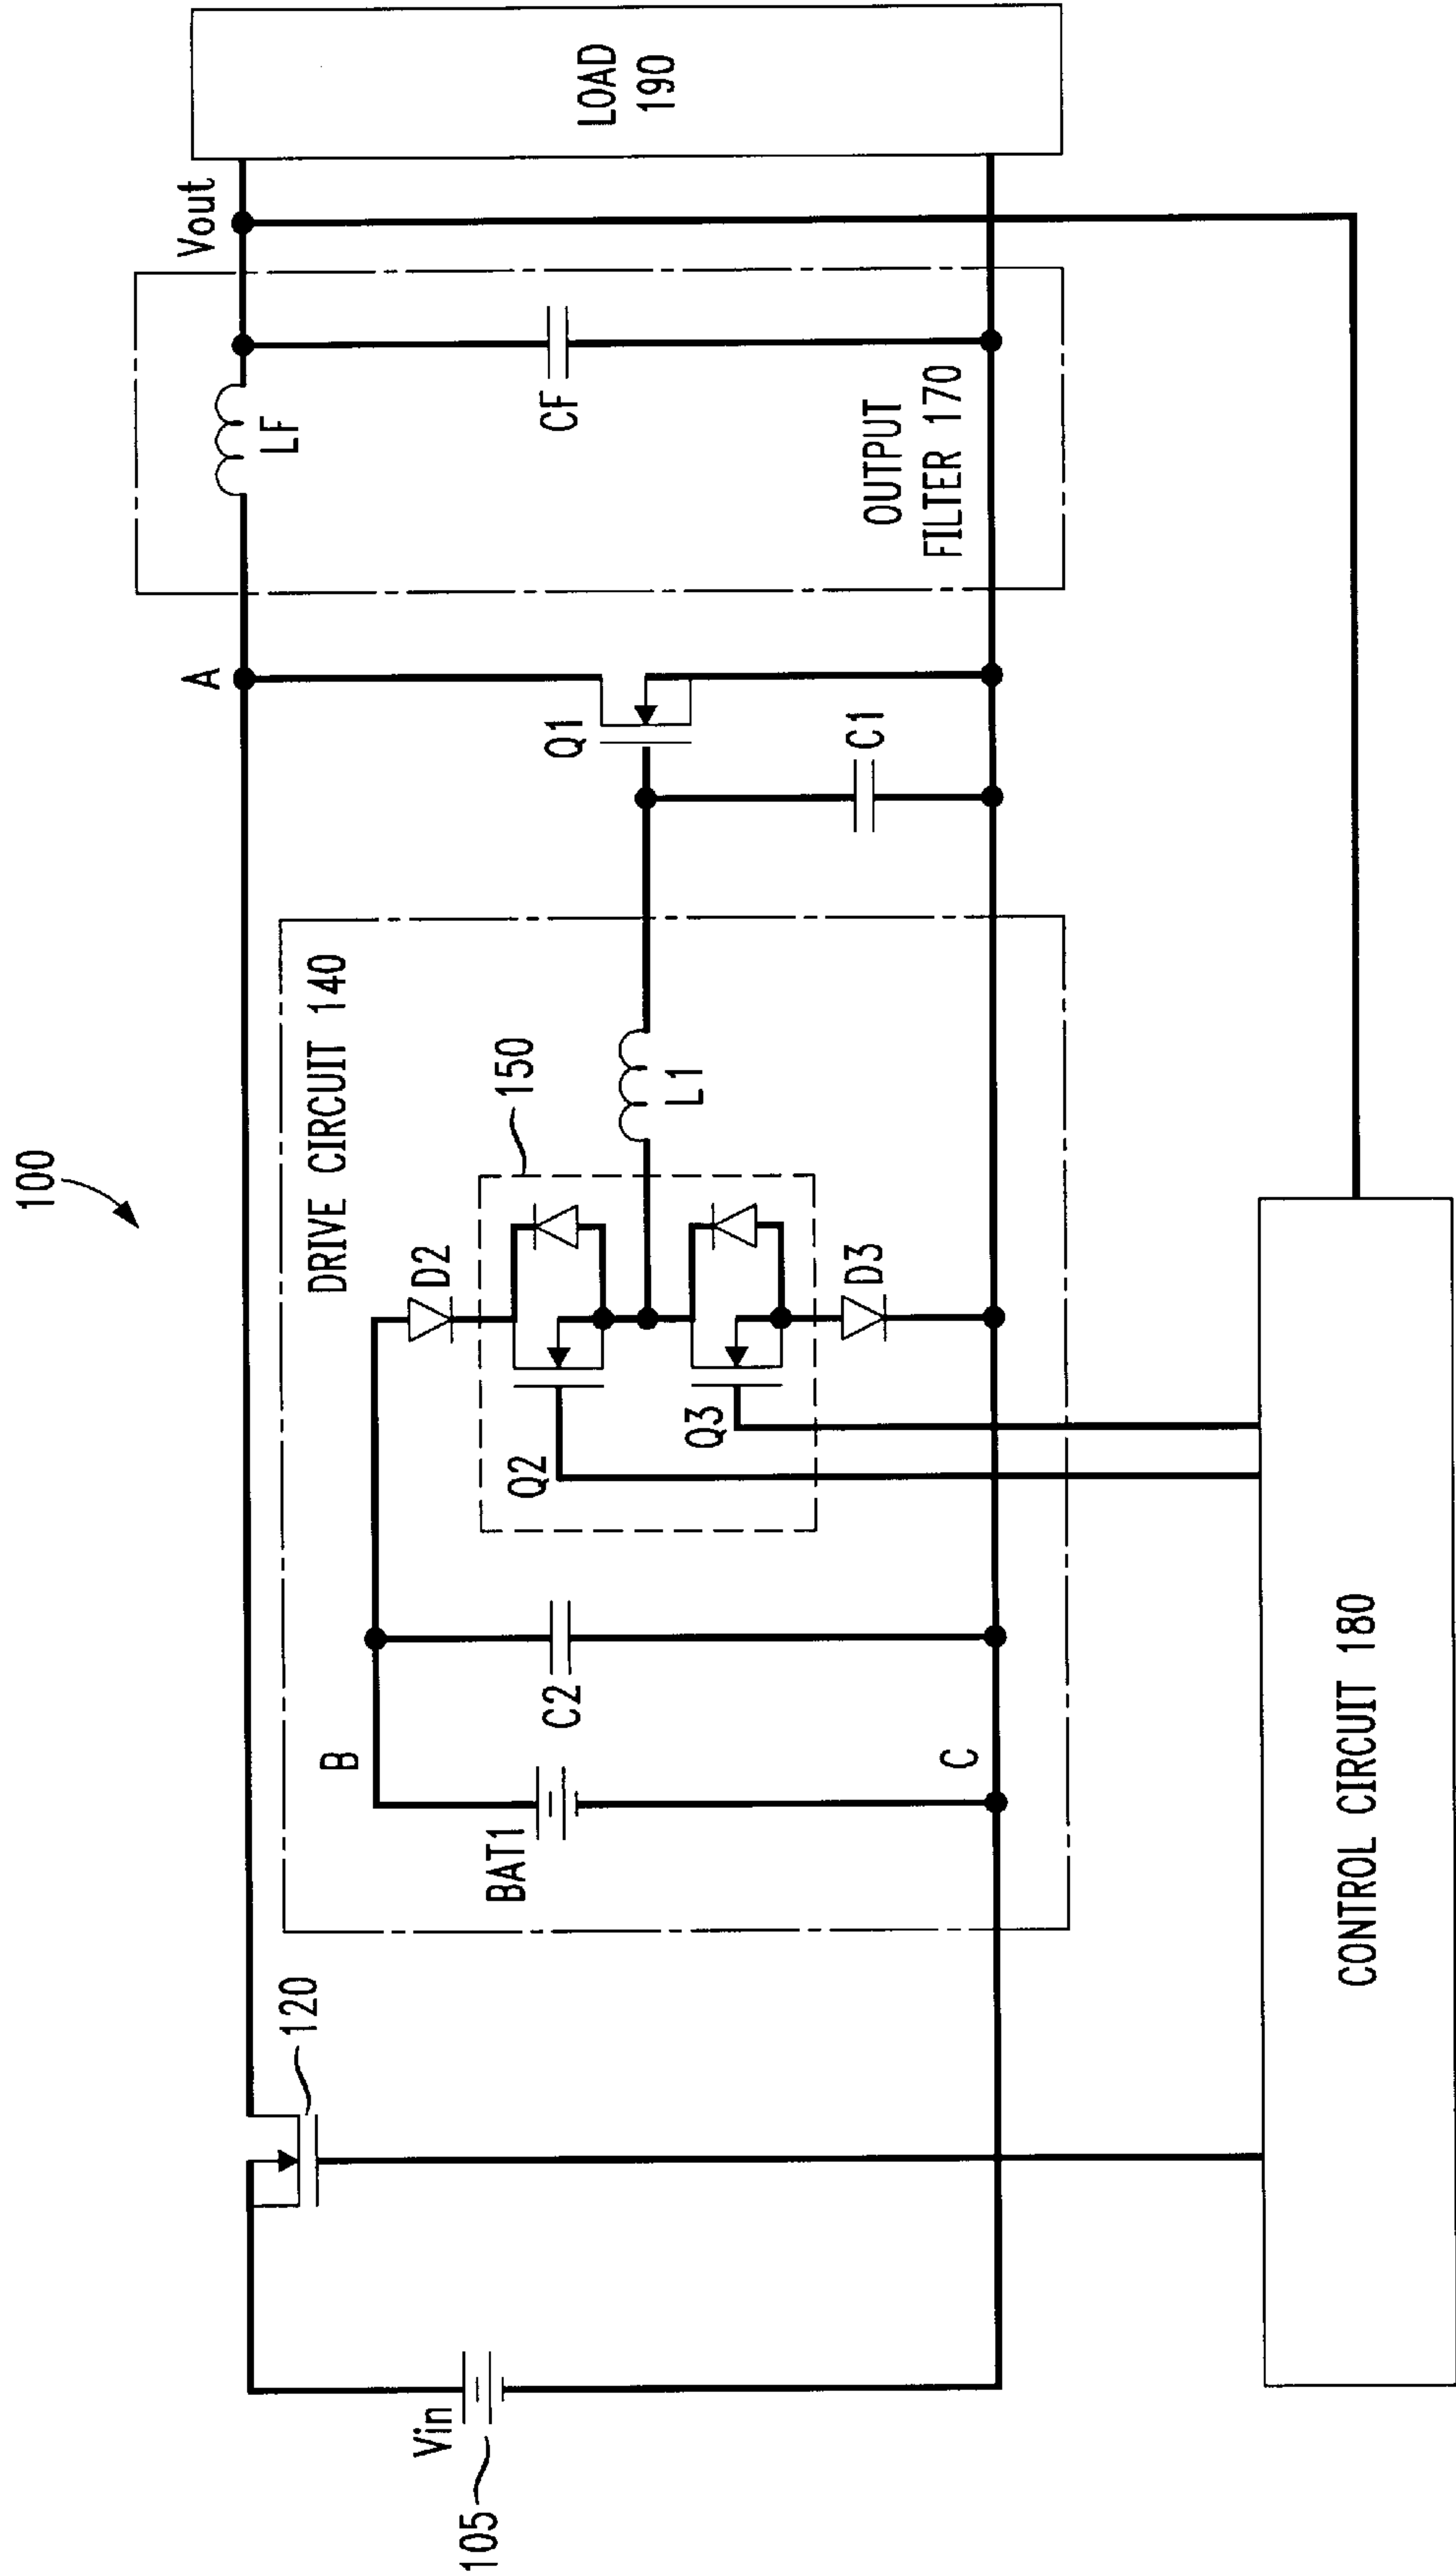 100
105
Vin
120
DRIVE CIRCUIT 140
B
BAT1
C2
C
D2
150
Q2
Q3
D3
L1
A
Q1
C1
LF
CF
OUTPUT
FILTER 170
Vout
LOAD
190
CONTROL CIRCUIT 180